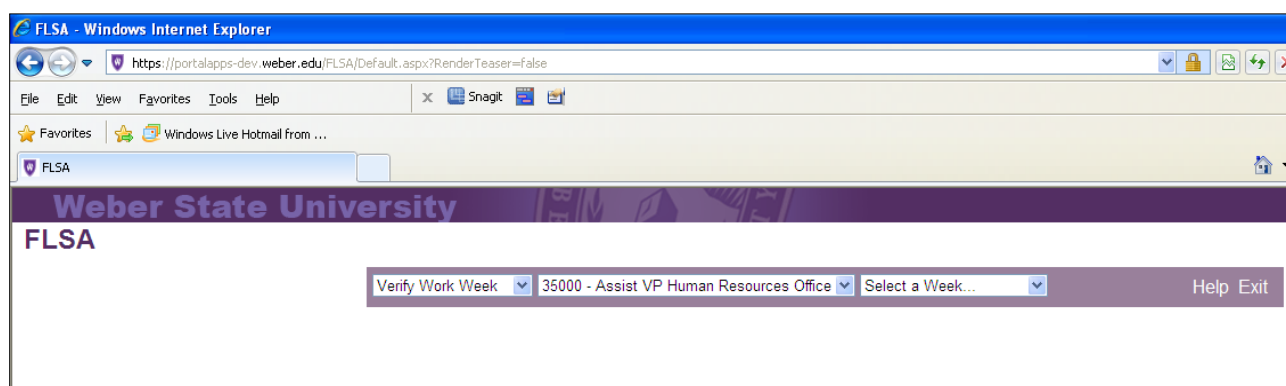 FLSA - Windows Internet Explorer
https://portalapps-dev.weber.edu/FLSA/Default.aspx?RenderTeaser=false
File Edit View Favorites Tools Help x Snagit
Favorites Windows Live Hotmail from ...
FLSA
Weber State University
FLSA
Verify Work Week 35000 - Assist VP Human Resources Office Select a Week... Help Exit